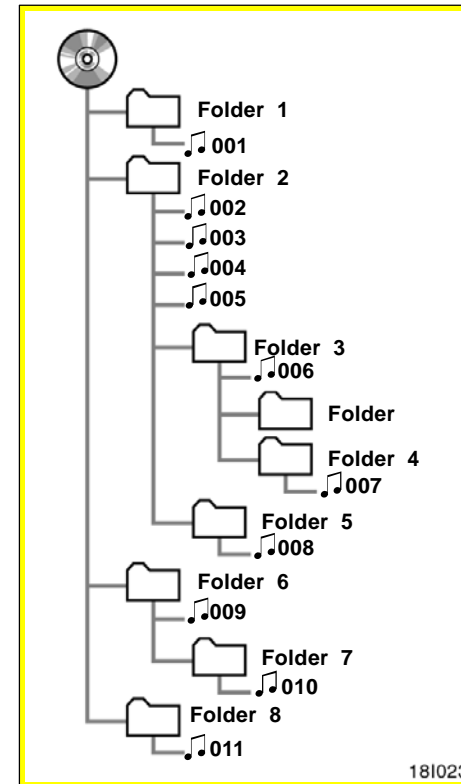 Folder 1
001
Folder 2
002
003
004
005
Folder 3
006
Folder
Folder 4
007
Folder 5
008
Folder 6
009
Folder 7
010
Folder 8
011